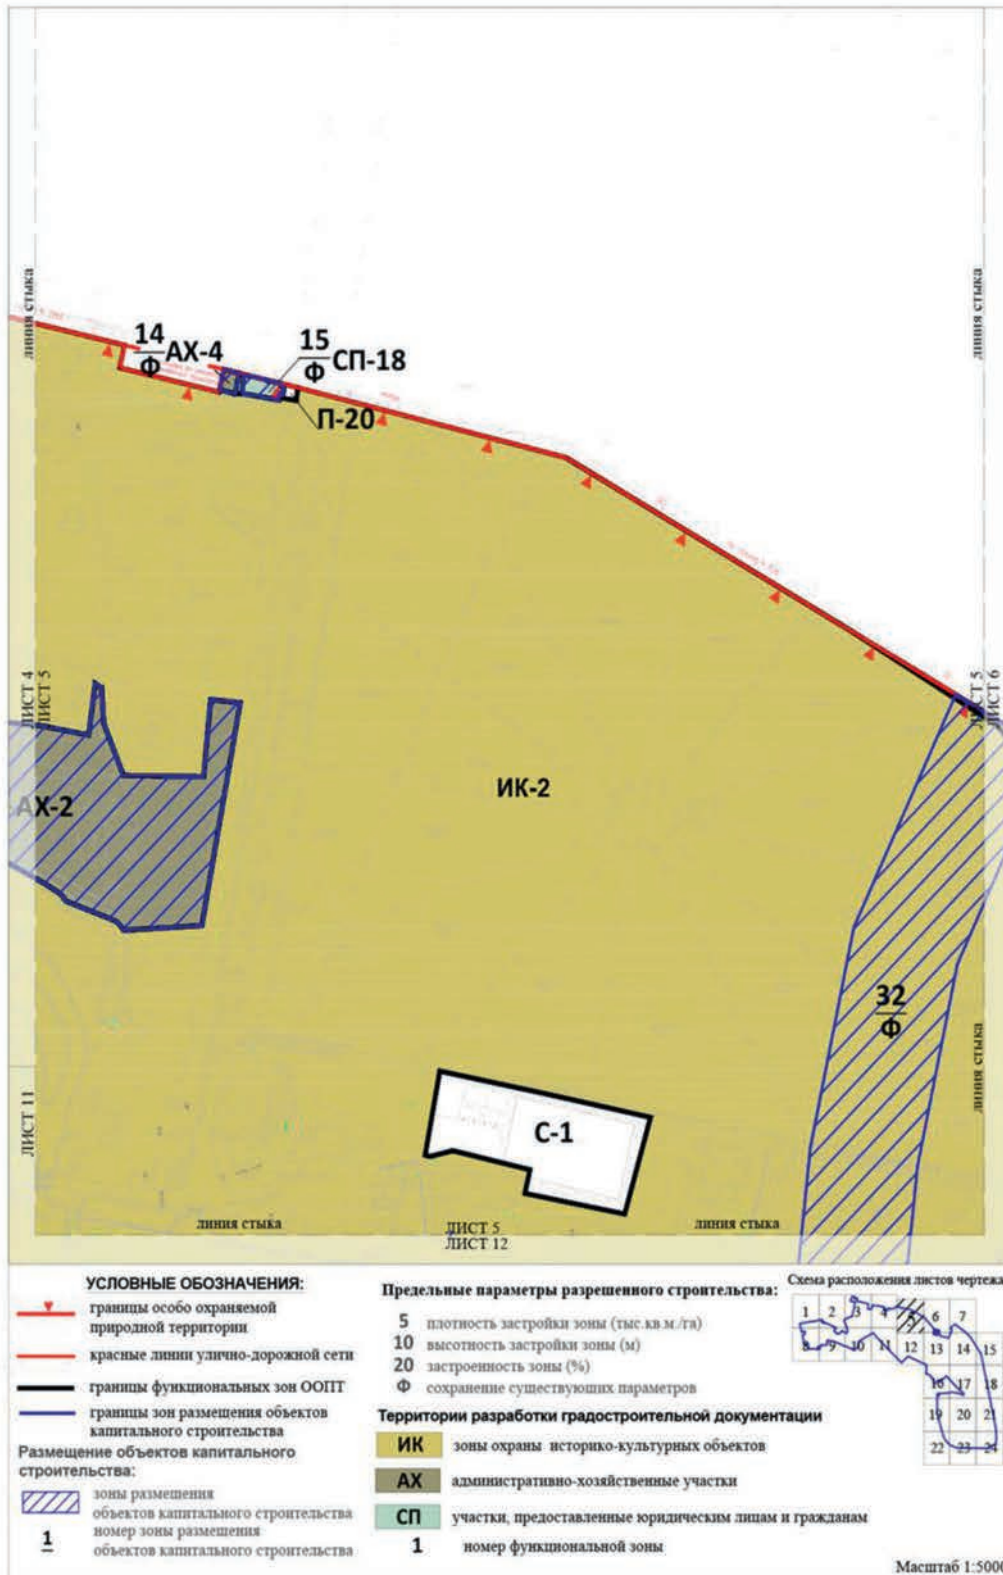 линия стыка
линия стыка
14
Ф
АХ-4
15
Ф
СП-18
П-20
ЛИСТ 4
ЛИСТ 5
ЛИСТ 5
ЛИСТ 6
АХ-2
ИК-2
32
Ф
линия стыка
ЛИСТ 11
С-1
линия стыка
ЛИСТ 5
ЛИСТ 12
линия стыка
УСЛОВНЫЕ ОБОЗНАЧЕНИЯ:
границы особо охраняемой
природной территории
красные линии улично-дорожной сети
границы функциональных зон ООПТ
границы зон размещения объектов
капитального строительства
Размещение объектов капитального
строительства:
зоны размещения
объектов капитального строительства
1
номер зоны размещения
объектов капитального строительства
Предельные параметры разрешенного строительства:
5 плотность застройки зоны (тыс.кв м./га)
10 высотность застройки зоны (м)
20 застроенность зоны (%)
Ф сохранение существующих параметров
Территории разработки градостроительной документации
ИК зоны охраны историко-культурных объектов
АХ административно-хозяйственные участки
СП участки, предоставленные юридическим лицам и гражданам
1 номер функциональной зоны
Схема расположения листов чертежа
1 2 3 4 5 6 7
8 9 10 11 12 13 14 15
16 17 18
19 20 21
22 23 24
Масштаб 1:5000